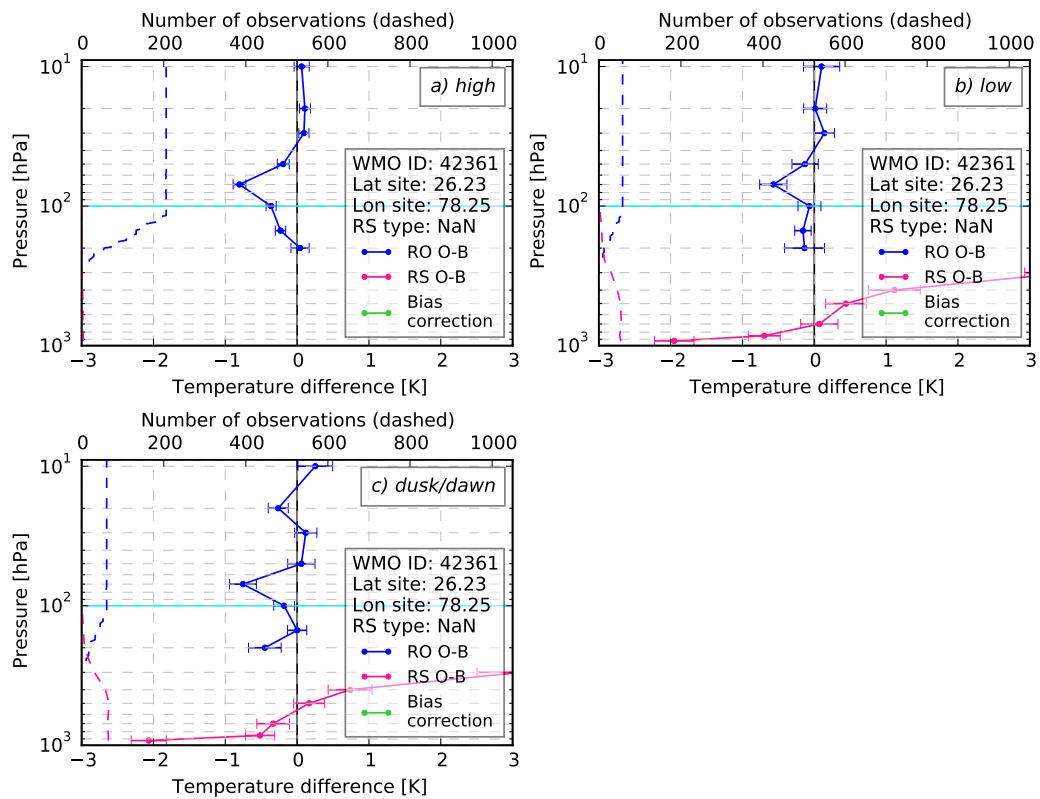 Number of observations (dashed)
0 200 400 600 800 1000
10¹
10²
10³
Pressure [hPa]
a) high
WMO ID: 42361
Lat site: 26.23
Lon site: 78.25
RS type: NaN
RO O-B
RS O-B
Bias
correction
−3 −2 −1 0 1 2 3
Temperature difference [K]
Number of observations (dashed)
0 200 400 600 800 1000
10¹
10²
10³
Pressure [hPa]
b) low
WMO ID: 42361
Lat site: 26.23
Lon site: 78.25
RS type: NaN
RO O-B
RS O-B
Bias
correction
−3 −2 −1 0 1 2 3
Temperature difference [K]
Number of observations (dashed)
0 200 400 600 800 1000
10¹
10²
10³
Pressure [hPa]
c) dusk/dawn
WMO ID: 42361
Lat site: 26.23
Lon site: 78.25
RS type: NaN
RO O-B
RS O-B
Bias
correction
−3 −2 −1 0 1 2 3
Temperature difference [K]